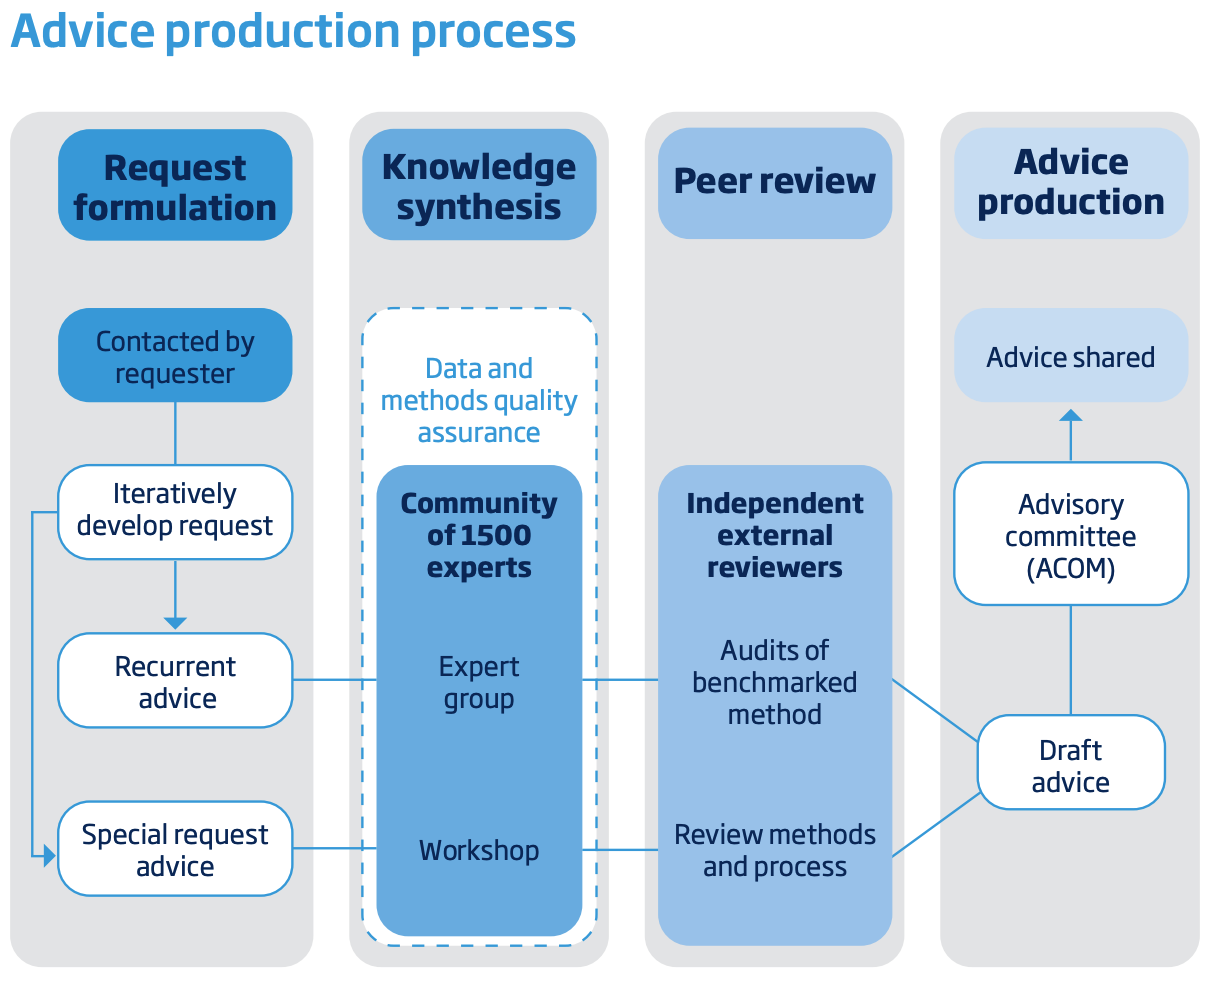 Advice production process
Request
formulation
Contacted by
requester
Iteratively
develop request
Recurrent
advice
Special request
advice
Knowledge
synthesis
Data and
methods quality
assurance
Community
of 1500
experts
Expert
group
Workshop
Peer review
Independent
external
reviewers
Audits of
benchmarked
method
Review methods
and process
Advice
production
Advice shared
Advisory
committee
(ACOM)
Draft
advice